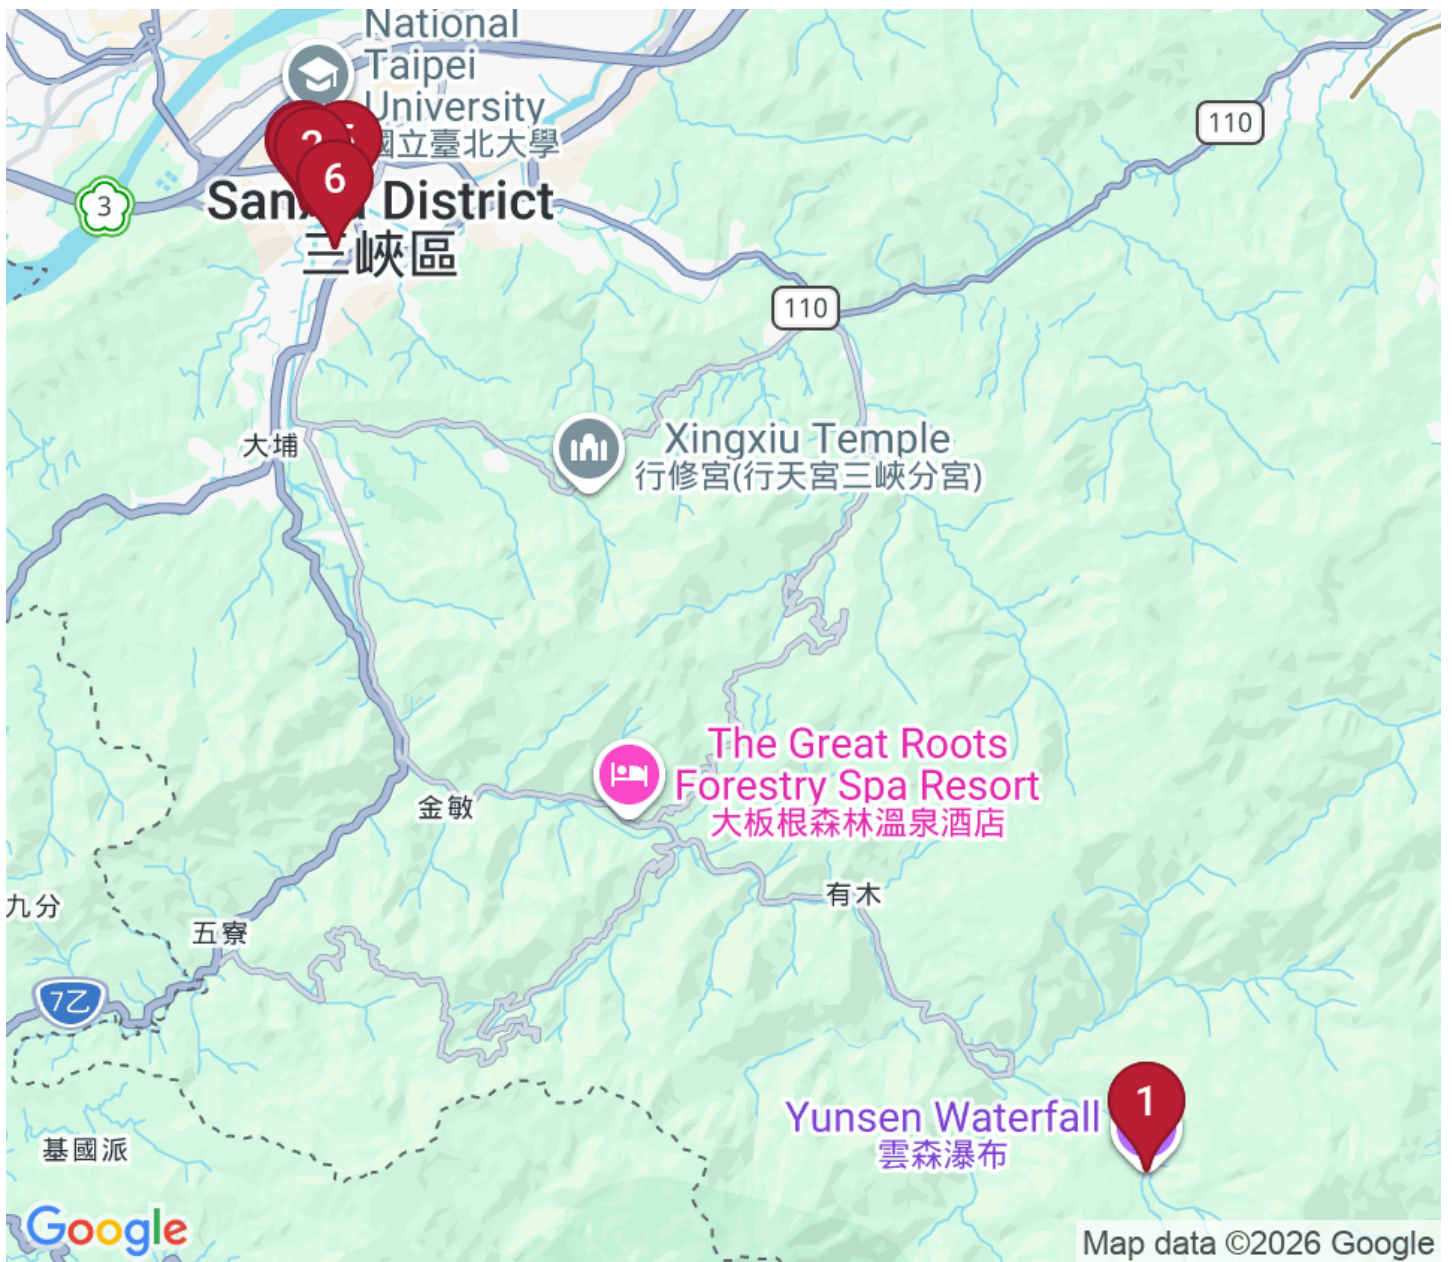 National
Taipei
University
國立臺北大學
110
3
6
Sanxia District
三峽區
110
Xingxiu Temple
行修宮(行天宮三峽分宮)
大埔
The Great Roots
Forestry Spa Resort
大板根森林溫泉酒店
金敏
有木
九分
五寮
7乙
1
Yunsen Waterfall
雲森瀑布
基國派
Google
Map data ©2026 Google